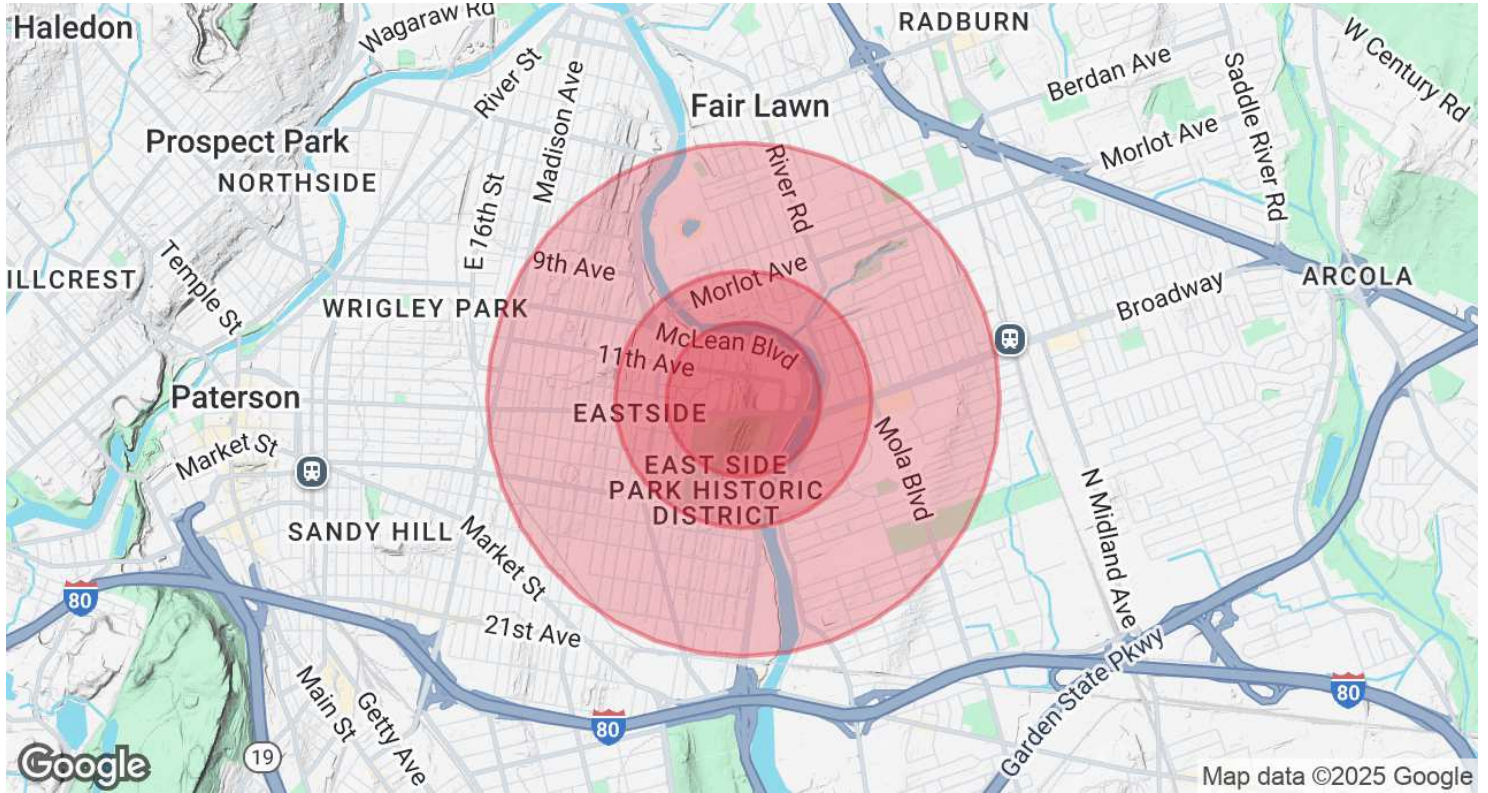 Haledon
Wagaraw Rd
RADBURN
W Century Rd
River St
Madison Ave
Fair Lawn
Berdan Ave
Saddle River Rd
Prospect Park
NORTHSIDE
Morlot Ave
River Rd
E 16th St
9th Ave
ILLCREST
Temple St
Morlot Ave
ARCOLA
WRIGLEY PARK
Broadway
McLean Blvd
11th Ave
Paterson
EASTSIDE
Market St
Mola Blvd
EAST SIDE
PARK HISTORIC
DISTRICT
N Midland Ave
SANDY HILL
Market St
80
21st Ave
Main St
Getty Ave
80
Garden State Pkwy
80
19
Google
Map data ©2025 Google